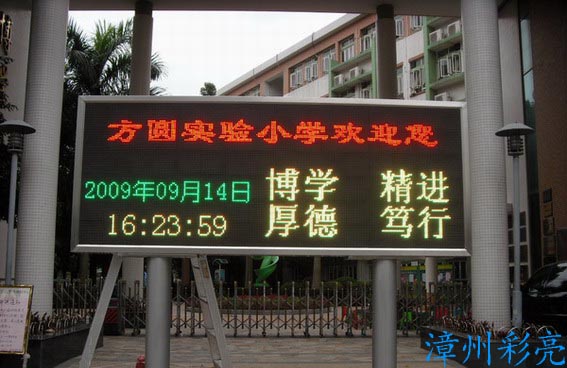 方圆实验小学欢迎您
2009年09月14日
16:23:59
博学 精进
厚德 笃行
漳州彩亮